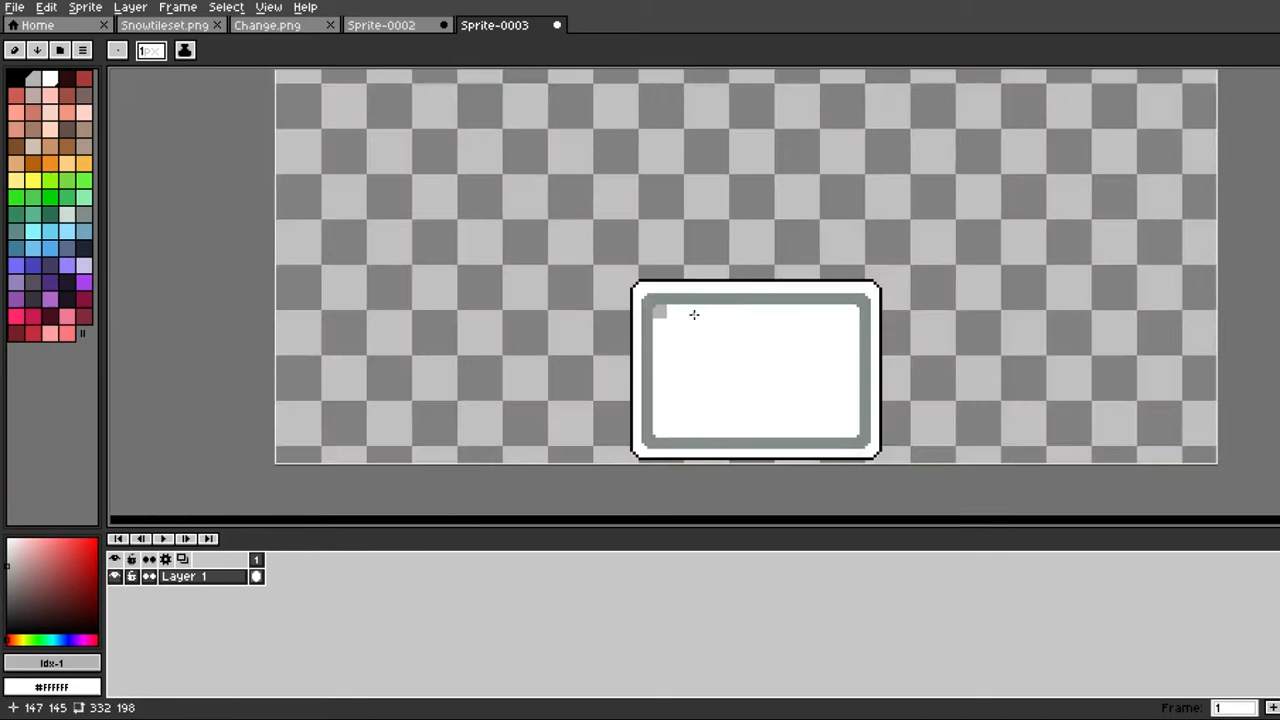 File Edit Sprite Layer Frame Select View Help
Home Snowtileset.png Change.png Sprite-0002 Sprite-0003
1px
1
Layer 1
Idx-1
#FFFFFF
147 145 332 198
Frame: 1